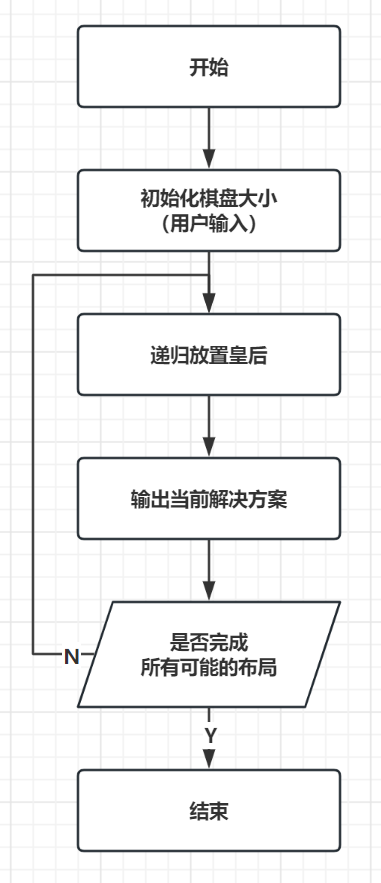 开始
初始化棋盘大小
（用户输入）
递归放置皇后
输出当前解决方案
是否完成
所有可能的布局
N
Y
结束